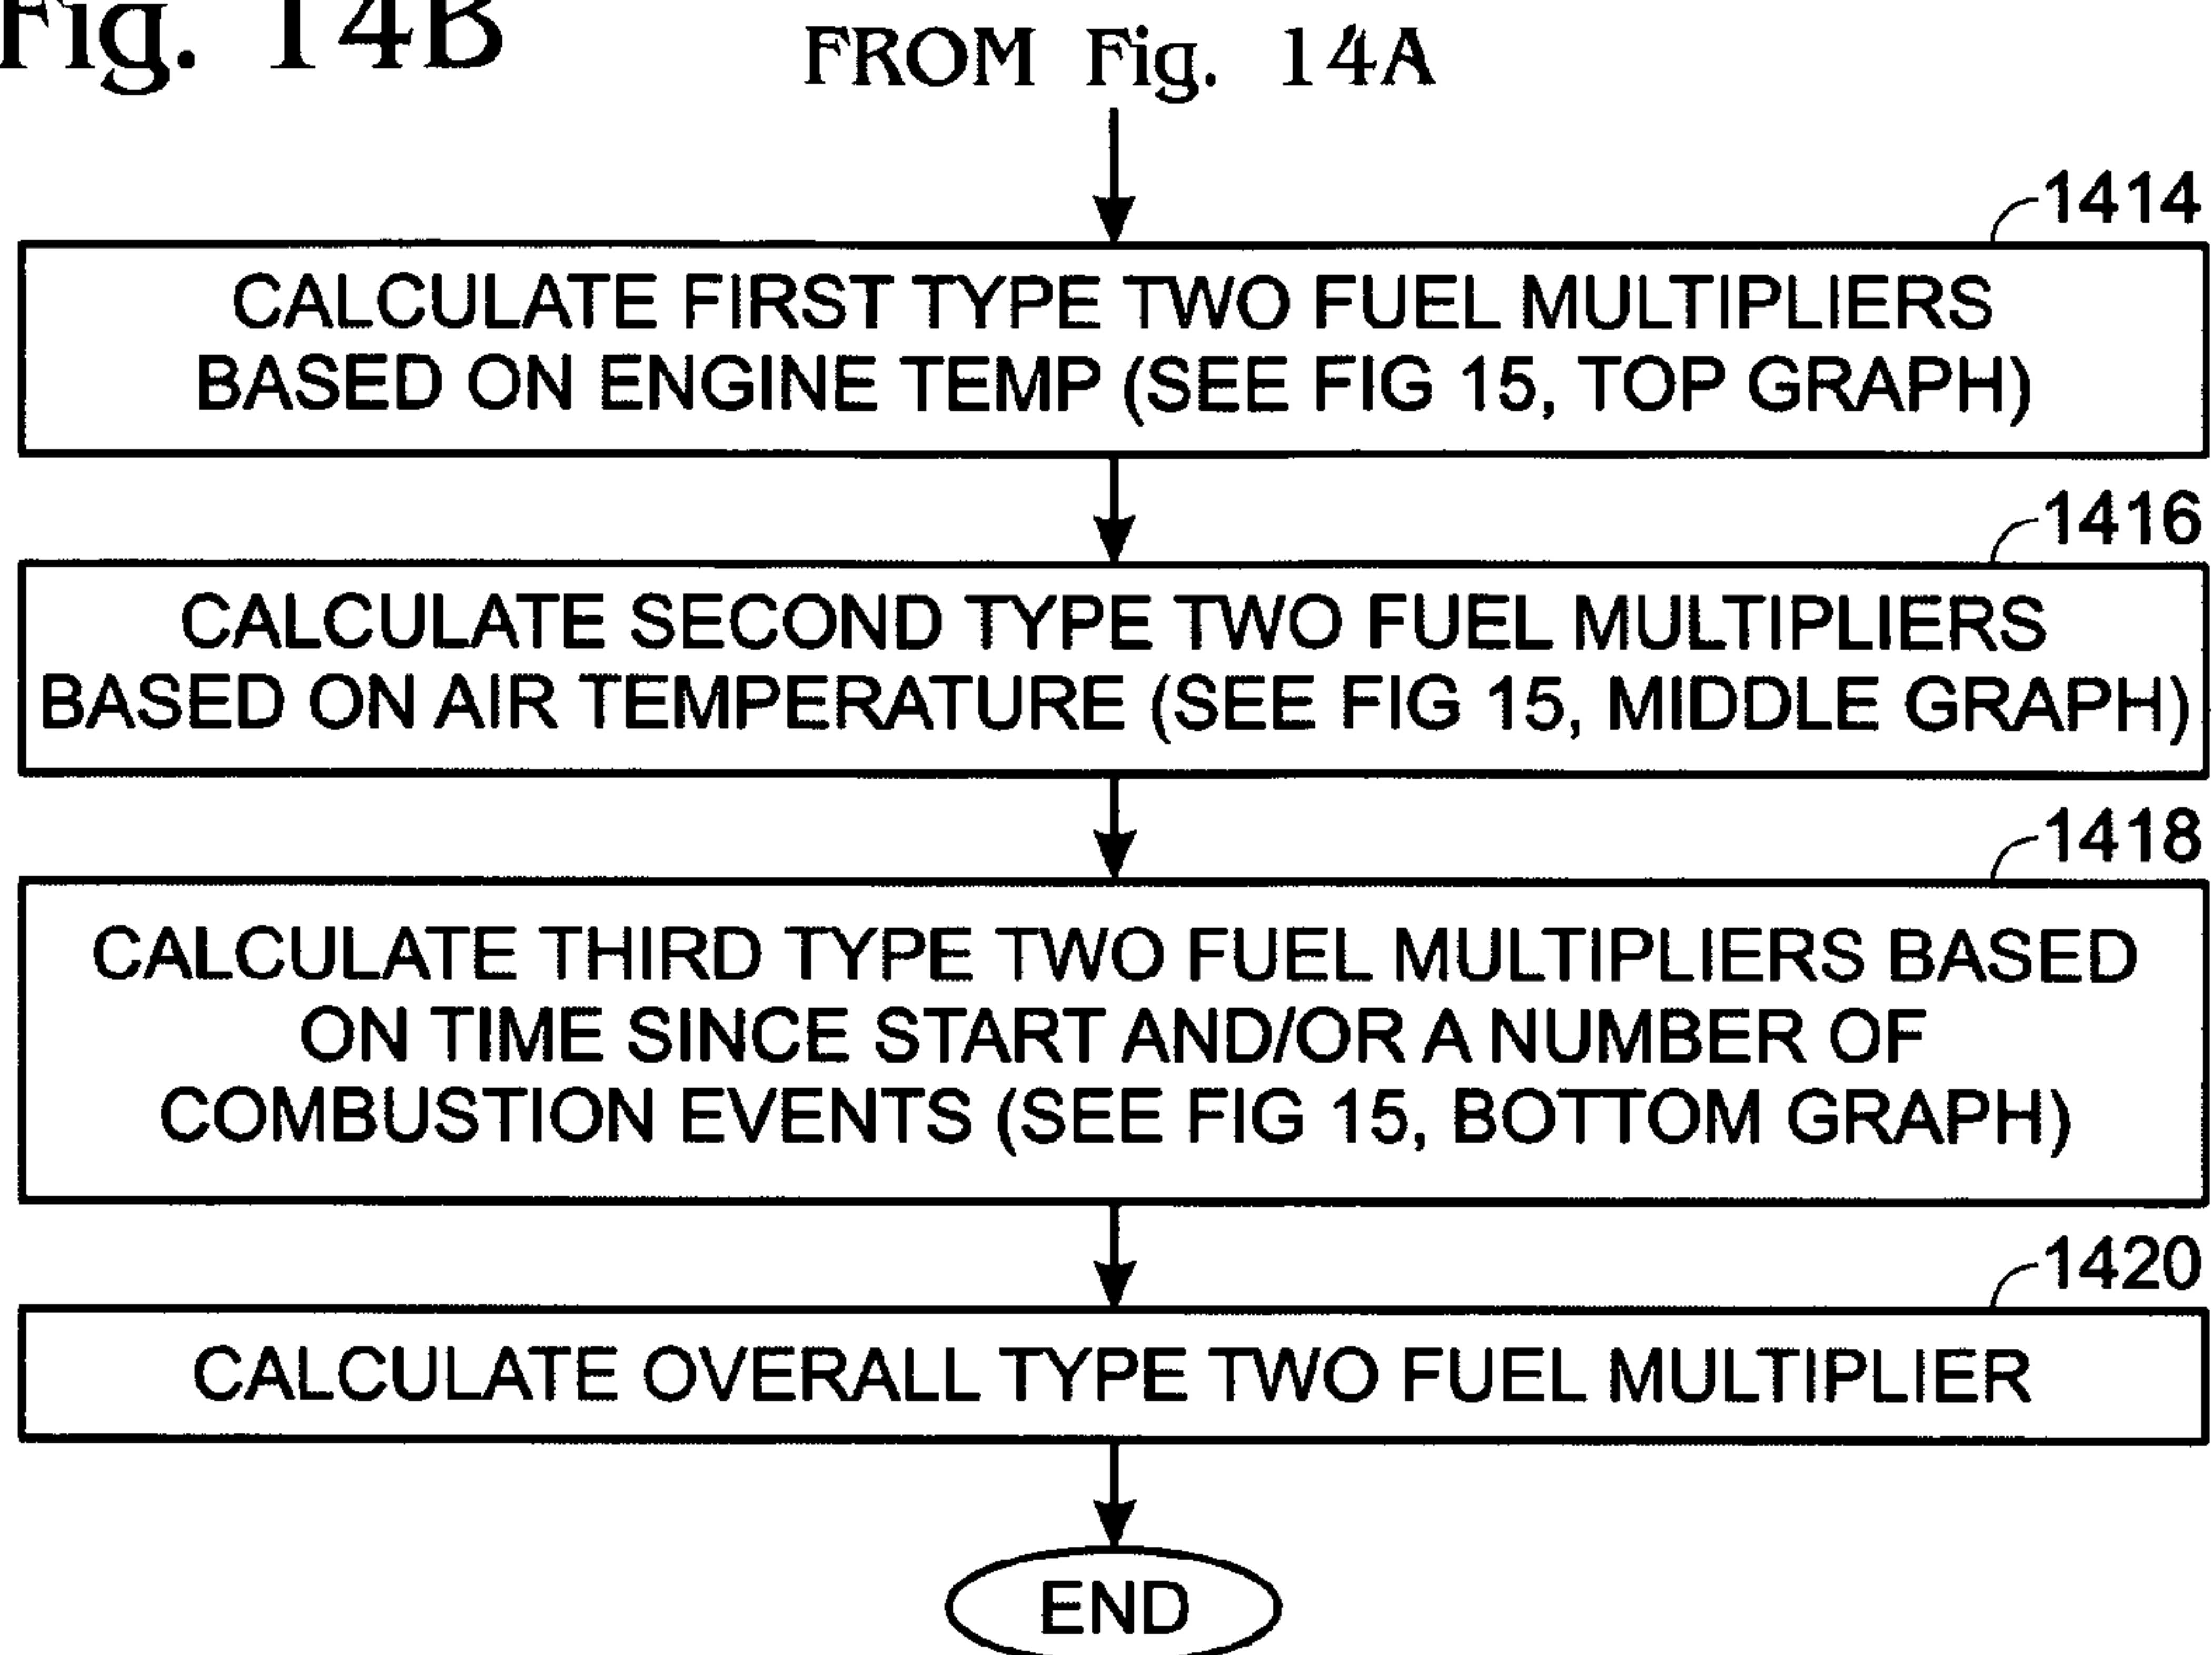 Fig. 14B
FROM Fig. 14A
1414
CALCULATE FIRST TYPE TWO FUEL MULTIPLIERS
BASED ON ENGINE TEMP (SEE FIG 15, TOP GRAPH)
1416
CALCULATE SECOND TYPE TWO FUEL MULTIPLIERS
BASED ON AIR TEMPERATURE (SEE FIG 15, MIDDLE GRAPH)
1418
CALCULATE THIRD TYPE TWO FUEL MULTIPLIERS BASED
ON TIME SINCE START AND/OR A NUMBER OF
COMBUSTION EVENTS (SEE FIG 15, BOTTOM GRAPH)
1420
CALCULATE OVERALL TYPE TWO FUEL MULTIPLIER
END